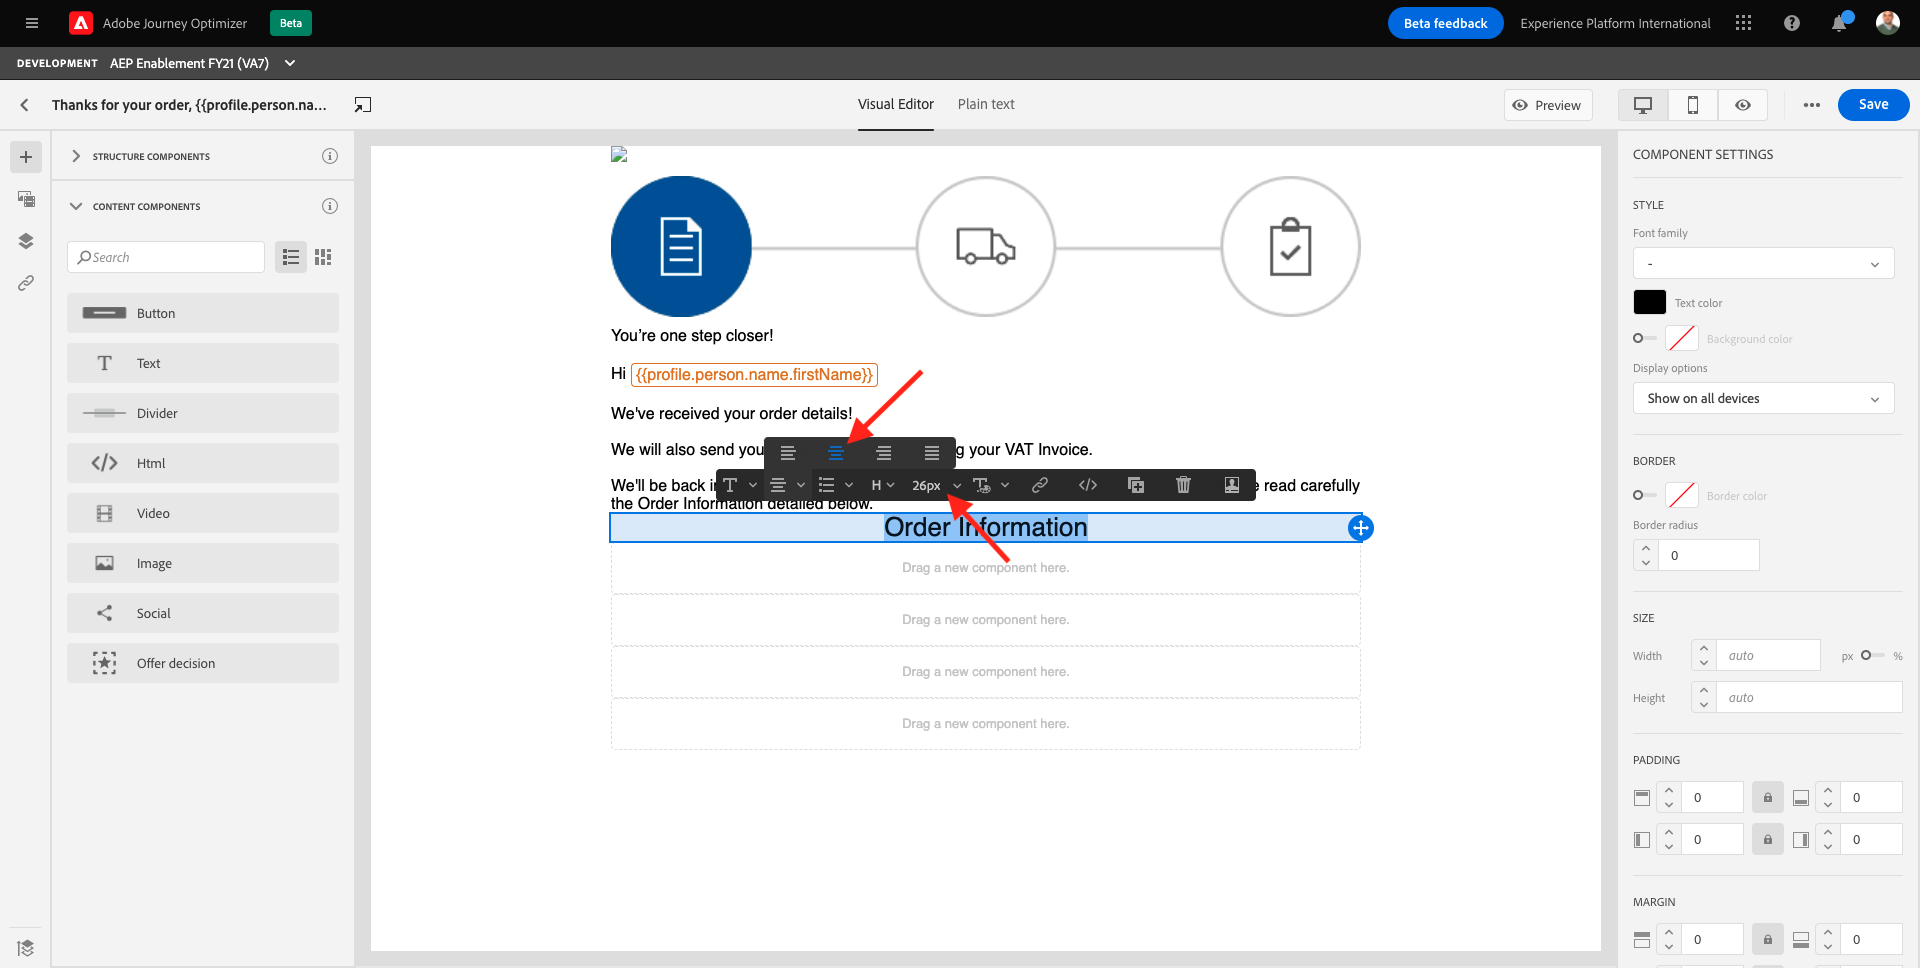 Adobe Journey Optimizer Beta Beta feedback Experience Platform International
DEVELOPMENT AEP Enablement FY21 (VA7)
Thanks for your order, {{profile.person.na... Visual Editor Plain text Preview Save
STRUCTURE COMPONENTS
CONTENT COMPONENTS
Search
Button
Text
Divider
Html
Video
Image
Social
Offer decision
You're one step closer!
Hi {{profile.person.name.firstName}}
We've received your order details!
We will also send you g your VAT Invoice.
We'll be back i read carefully
the Order Information detailed below.
H 26px
Order Information
Drag a new component here.
Drag a new component here.
Drag a new component here.
Drag a new component here.
COMPONENT SETTINGS
STYLE
Font family
-
Text color
Background color
Display options
Show on all devices
BORDER
Border color
Border radius
0
SIZE
Width auto px %
Height auto
PADDING
0 0
0 0
MARGIN
0 0